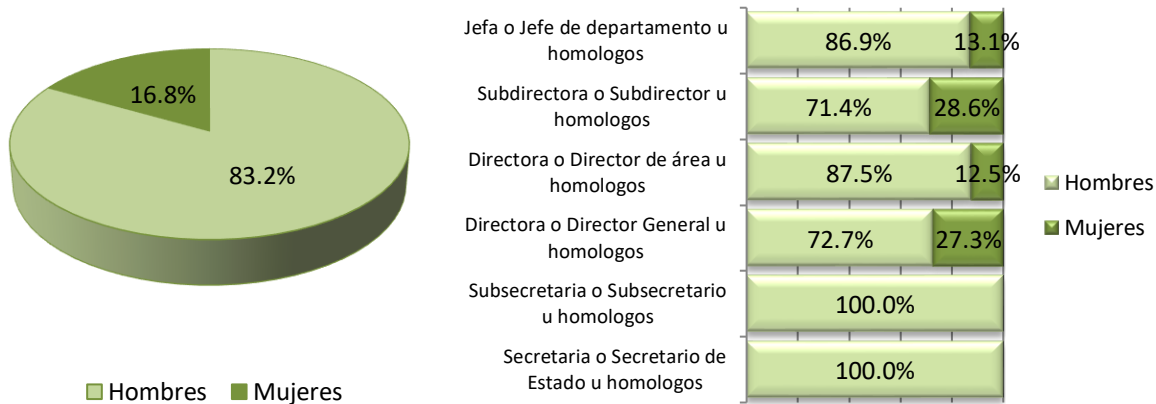 16.8%
83.2%
Hombres Mujeres
Jefa o Jefe de departamento u
homologos
86.9% 13.1%
Subdirectora o Subdirector u
homologos
71.4% 28.6%
Directora o Director de área u
homologos
87.5% 12.5%
Directora o Director General u
homologos
72.7% 27.3%
Subsecretaria o Subsecretario
u homologos
100.0%
Secretaria o Secretario de
Estado u homologos
100.0%
Hombres
Mujeres